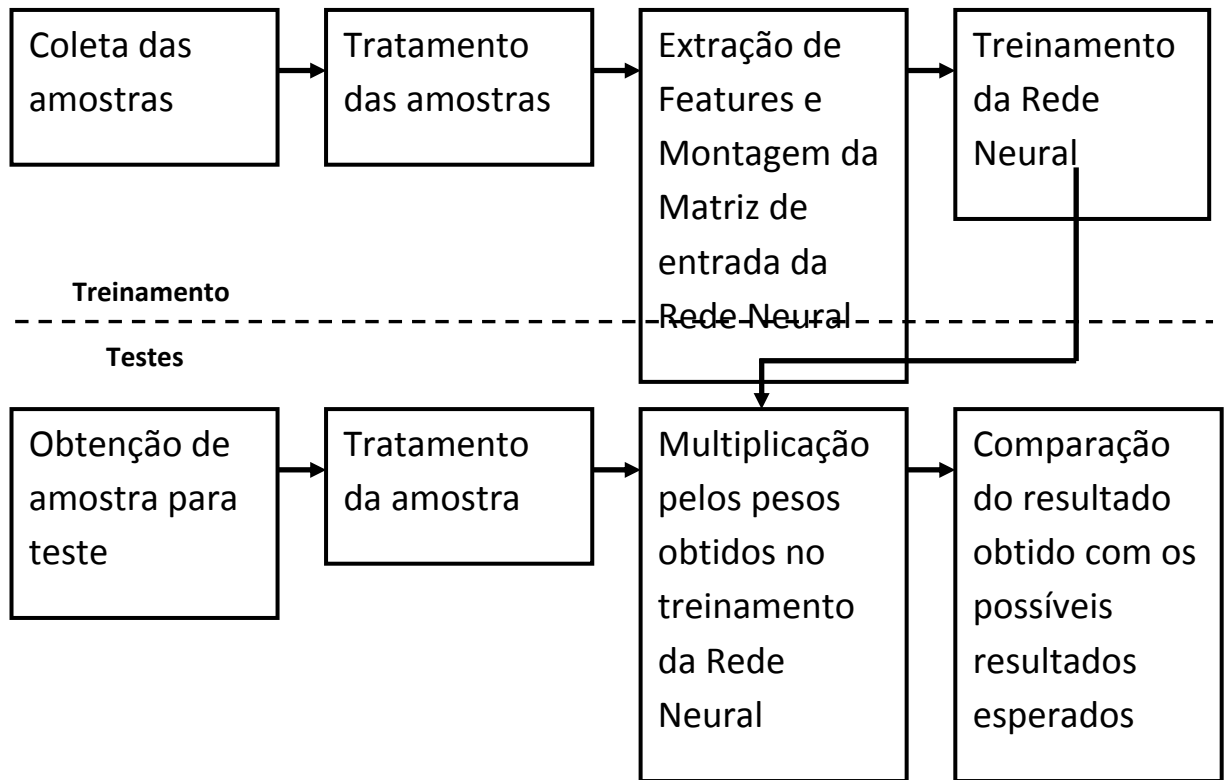 Coleta das
amostras
Tratamento
das amostras
Extração de
Features e
Montagem da
Matriz de
entrada da
Rede Neural
Treinamento
da Rede
Neural
Treinamento
Testes
Obtenção de
amostra para
teste
Tratamento
da amostra
Multiplicação
pelos pesos
obtidos no
treinamento
da Rede
Neural
Comparação
do resultado
obtido com os
possíveis
resultados
esperados